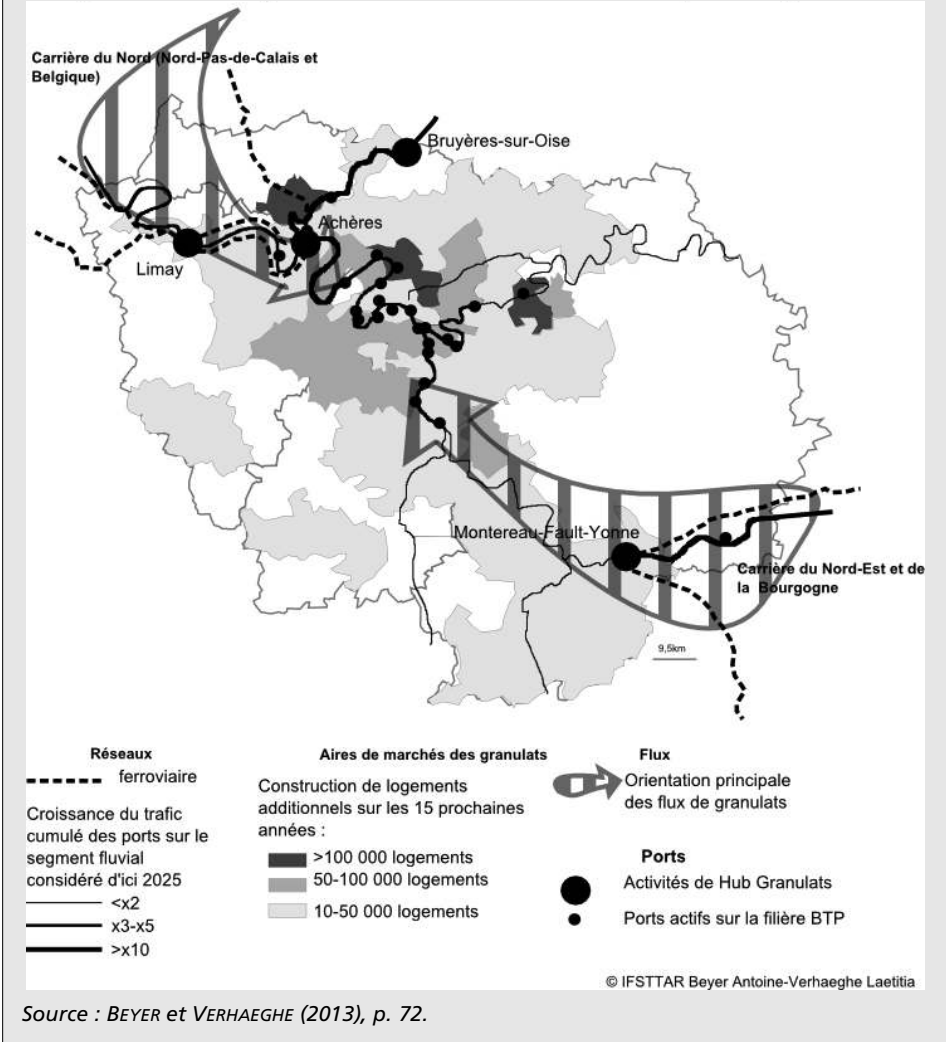 Carrière du Nord (Nord-Pas-de-Calais et
Belgique)
Bruyères-sur-Oise
Achères
Limay
Montereau-Fault-Yonne
Carrière du Nord-Est et de
la Bourgogne
9,5km
Réseaux
ferroviaire
Croissance du trafic
cumulé des ports sur le
segment fluvial
considéré d'ici 2025
<x2
x3-x5
>x10
Aires de marchés des granulats
Construction de logements
additionnels sur les 15 prochaines
années :
>100 000 logements
50-100 000 logements
10-50 000 logements
Flux
Orientation principale
des flux de granulats
Ports
Activités de Hub Granulats
Ports actifs sur la filière BTP
© IFSTTAR Beyer Antoine-Verhaeghe Laetitia
Source : BEYER et VERHAEGHE (2013), p. 72.